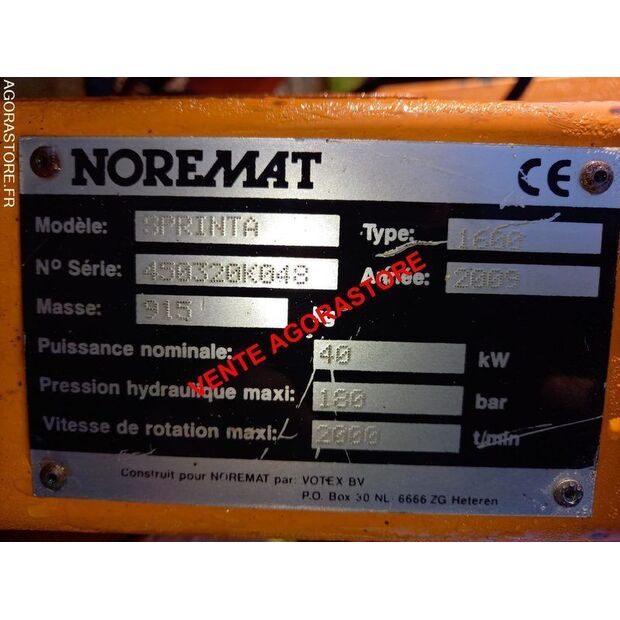 AGORASTORE.FR
NOREMAT CE
Modèle: SPRINTA Type: 1600
Nº Série: 450320K048 Année: 2009
Masse: 915 kg
VENTE AGORASTORE
Puissance nominale: 40 kW
Pression hydraulique maxi: 180 bar
Vitesse de rotation maxi: 2000 t/min
Construit pour NOREMAT par: VOTEX BV
P.O. Box 30 NL 6666 ZG Heteren